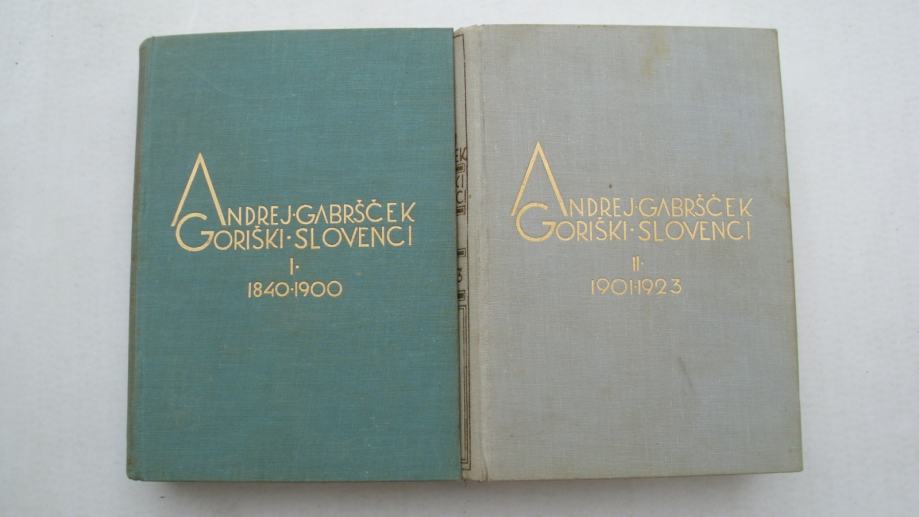 ANDREJ·GABRŠČEK
GORIŠKI·SLOVENCI
I·
1840·1900
ANDREJ·GABRŠČEK
GORIŠKI·SLOVENCI
II·
1901·1923